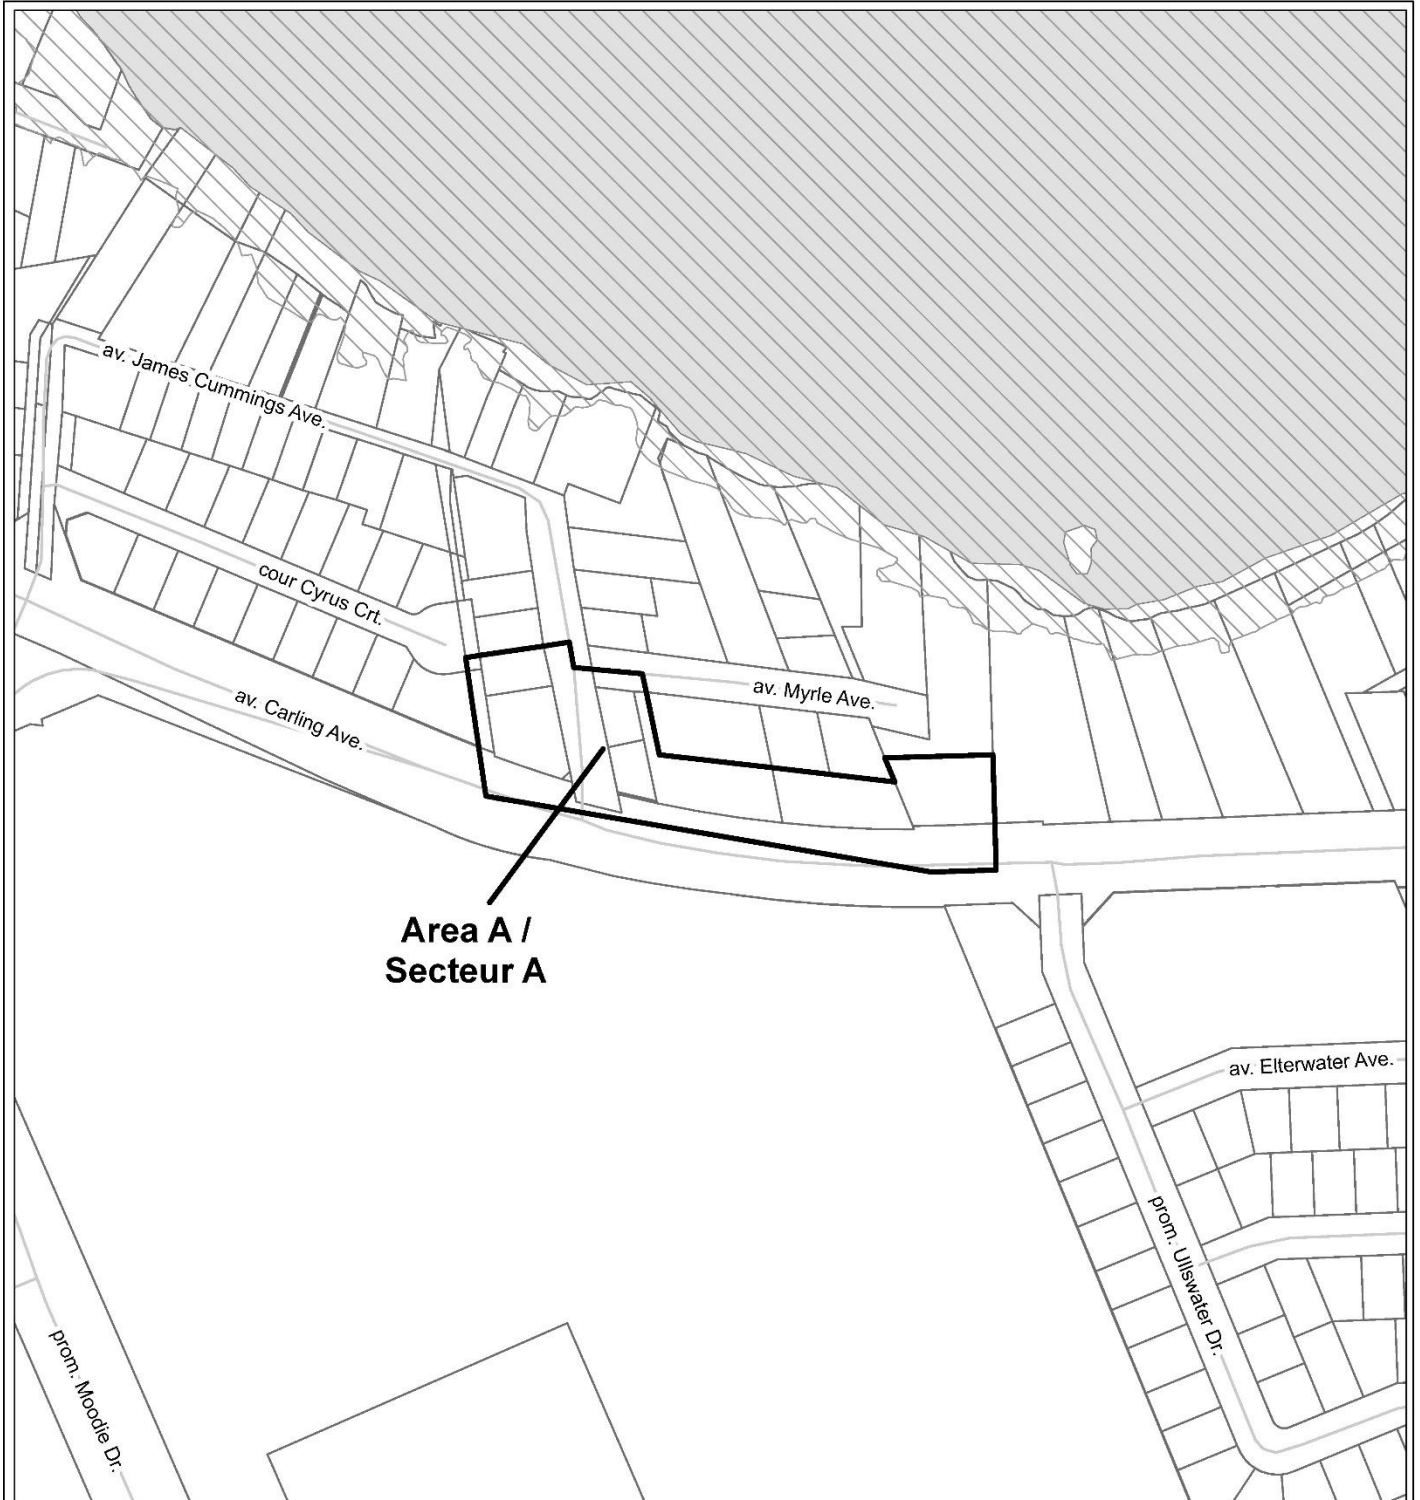 av. James Cummings Ave.
cour Cyrus Crt.
av. Myrle Ave.
av. Carling Ave.
Area A /
Secteur A
av. Elterwater Ave.
prom. Ullswater Dr.
prom. Moodie Dr.